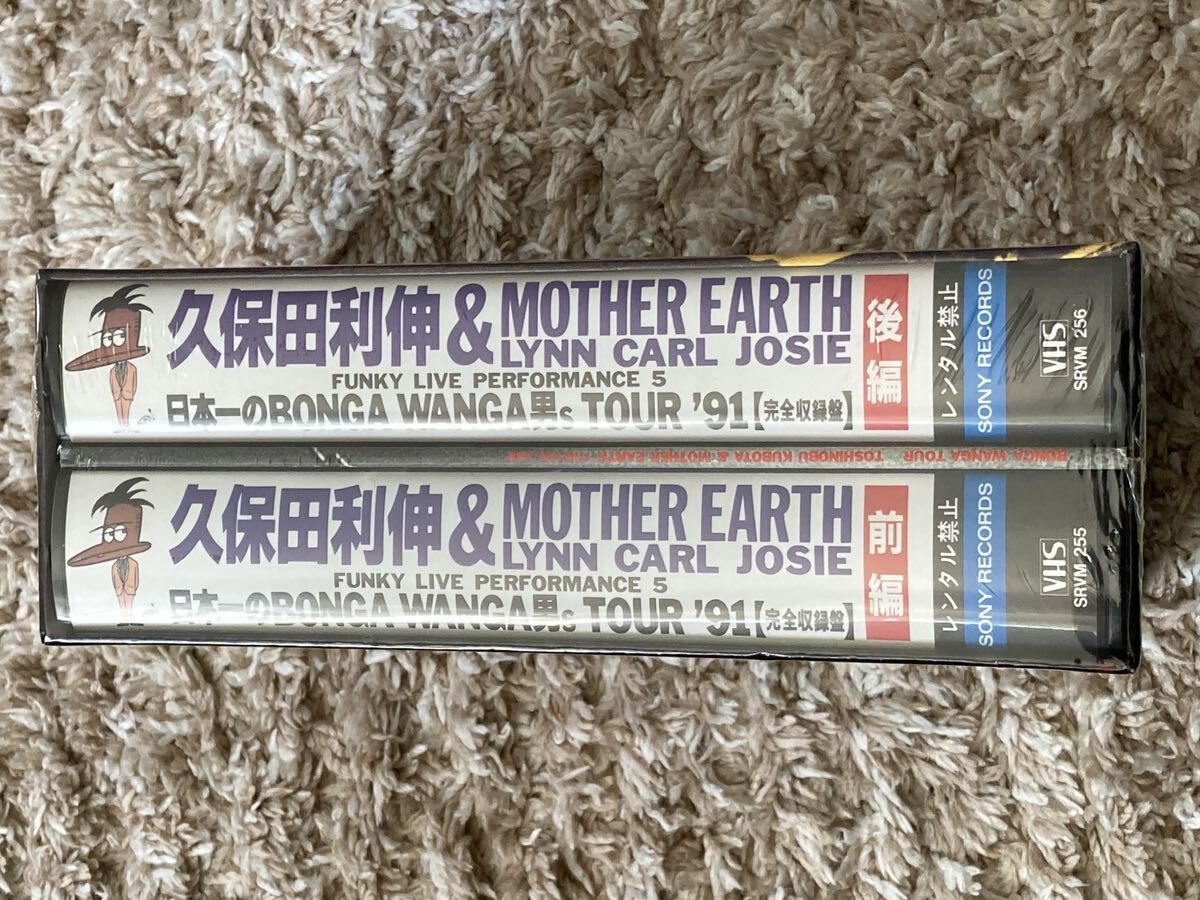 久保田利伸&MOTHER EARTH
LYNN CARL JOSIE
FUNKY LIVE PERFORMANCE 5
日本一のBONGA WANGA男s TOUR '91【完全収録盤】
後編
レンタル禁止
SONY RECORDS
VHS
SRVM 256
BONGA WANGA TOUR TOSHINOBU KUBOTA & MOTHER EARTH
久保田利伸&MOTHER EARTH
LYNN CARL JOSIE
FUNKY LIVE PERFORMANCE 5
日本一のBONGA WANGA男s TOUR '91【完全収録盤】
前編
レンタル禁止
SONY RECORDS
VHS
SRVM 255